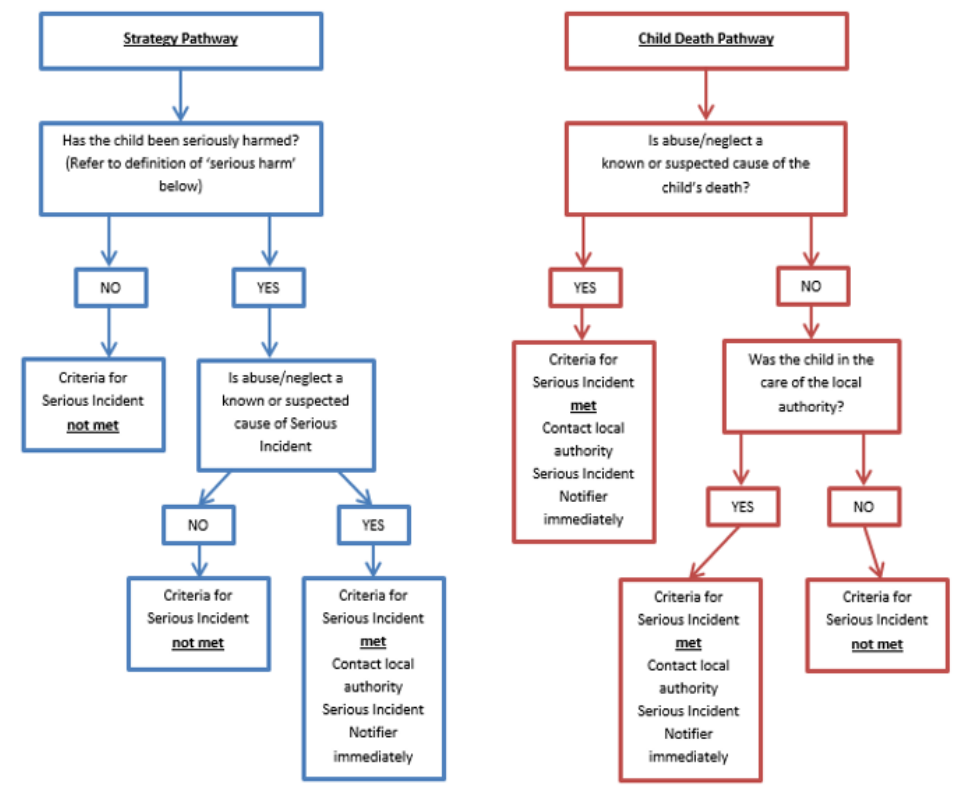 Strategy Pathway
Has the child been seriously harmed?
(Refer to definition of ‘serious harm’
below)
NO
YES
Criteria for
Serious Incident
not met
Is abuse/neglect a
known or suspected
cause of Serious
Incident
NO
YES
Criteria for
Serious Incident
not met
Criteria for
Serious Incident
met
Contact local
authority
Serious Incident
Notifier
immediately
Child Death Pathway
Is abuse/neglect a
known or suspected cause of the
child’s death?
YES
NO
Criteria for
Serious Incident
met
Contact local
authority
Serious Incident
Notifier
immediately
Was the child in the
care of the local
authority?
YES
NO
Criteria for
Serious Incident
met
Contact local
authority
Serious Incident
Notifier
immediately
Criteria for
Serious Incident
not met